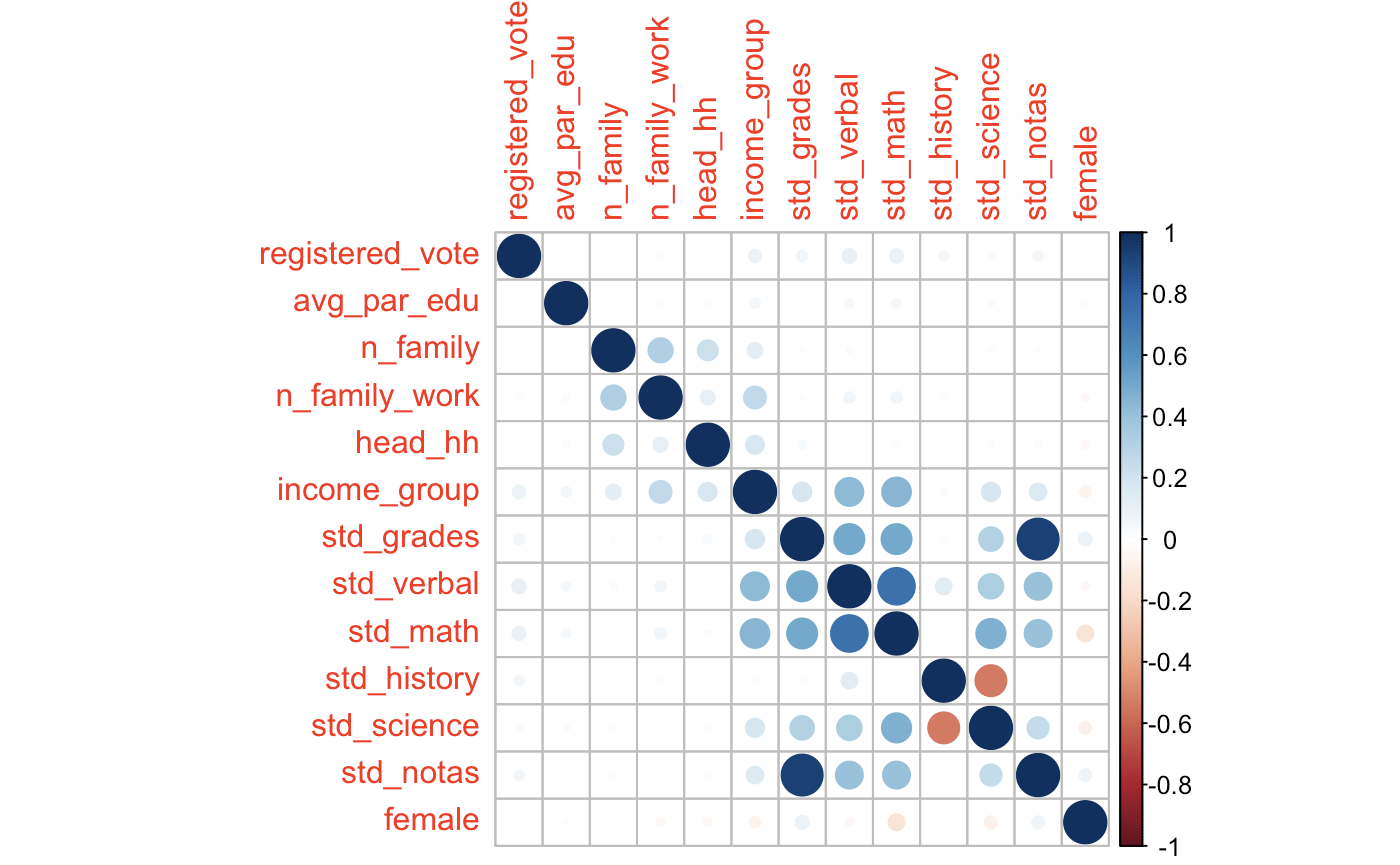 registered_vote
avg_par_edu
n_family
n_family_work
head_hh
income_group
std_grades
std_verbal
std_math
std_history
std_science
std_notas
female
registered_vote
avg_par_edu
n_family
n_family_work
head_hh
income_group
std_grades
std_verbal
std_math
std_history
std_science
std_notas
female
1
0.8
0.6
0.4
0.2
0
-0.2
-0.4
-0.6
-0.8
-1